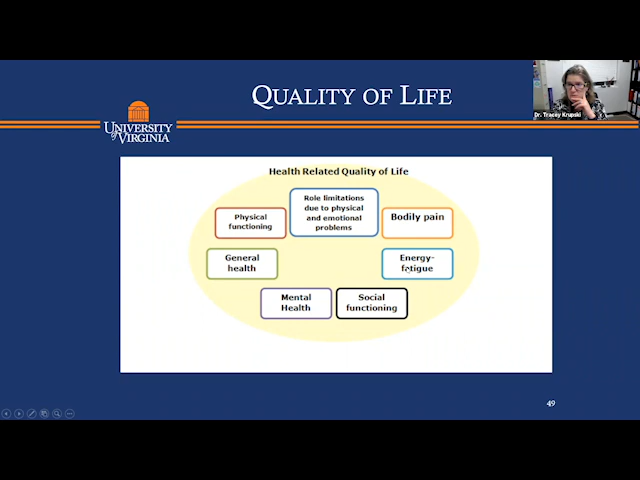 QUALITY OF LIFE
Dr. Tracey Krupski
UNIVERSITY
of VIRGINIA
Health Related Quality of Life
Role limitations
due to physical
and emotional
problems
Physical
functioning
Bodily pain
General
health
Energy-
fatigue
Mental
Health
Social
functioning
49